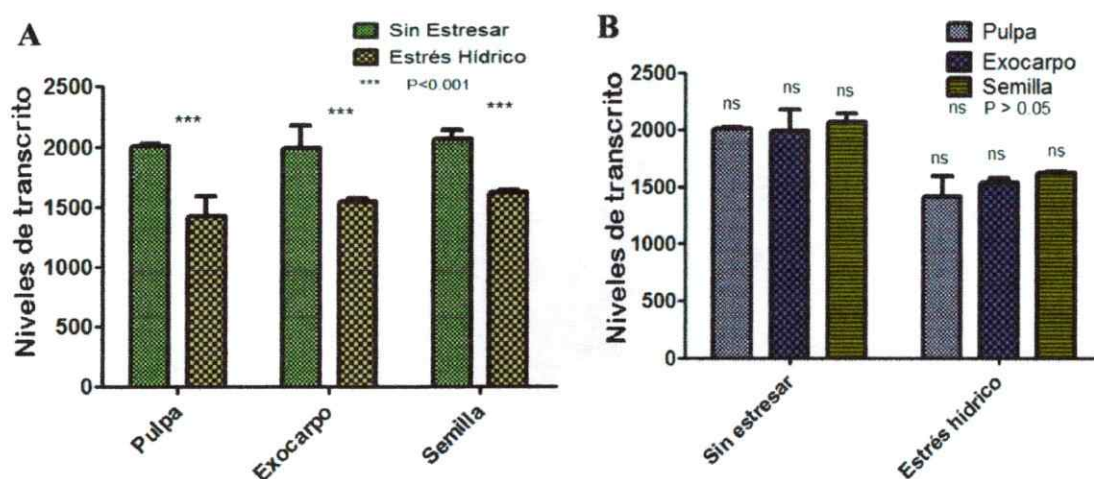 A
Sin Estresar
Estrés Hídrico
*** P<0.001
Niveles de transcrito
2500
2000
1500
1000
500
0
***
***
***
Pulpa
Exocarpo
Semilla
B
Pulpa
Exocarpo
Semilla
ns P > 0.05
Niveles de transcrito
2500
2000
1500
1000
500
0
ns
ns
ns
ns
ns
ns
Sin estresar
Estrés hídrico